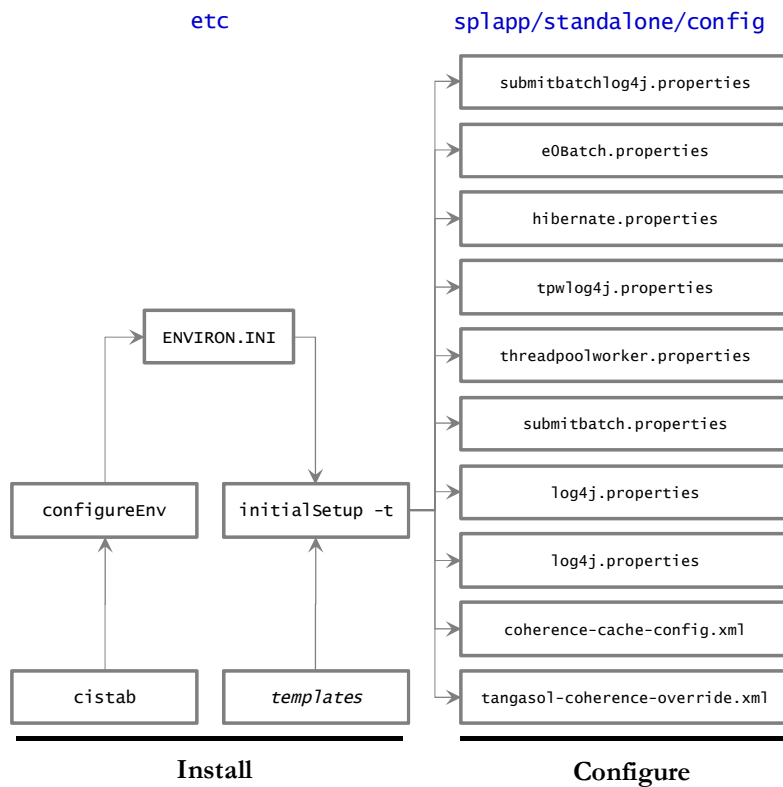 etc
splapp/standalone/config
submitbatchlog4j.properties
e0Batch.properties
hibernate.properties
tpwlog4j.properties
ENVIRON.INI
threadpoolworker.properties
submitbatch.properties
configureEnv
initialSetup -t
log4j.properties
log4j.properties
coherence-cache-config.xml
cistab
templates
tangasol-coherence-override.xml
Install
Configure